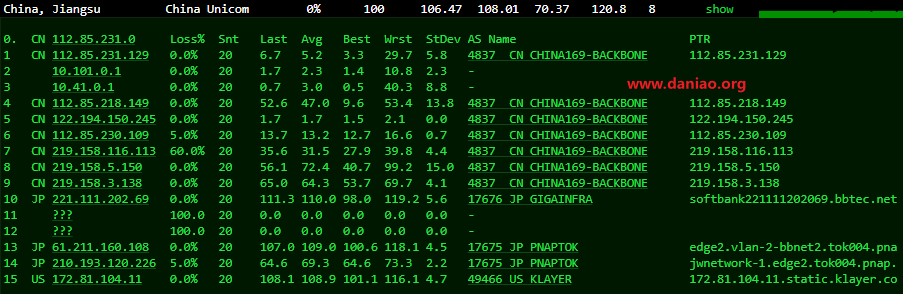 China, Jiangsu China Unicom 0% 100 106.47 108.01 70.37 120.8 8 show
0. CN 112.85.231.0 Loss% Snt Last Avg Best Wrst StDev AS Name PTR
1 CN 112.85.231.129 0.0% 20 6.7 5.2 3.3 29.7 5.8 4837 CN CHINA169-BACKBONE 112.85.231.129
2 10.101.0.1 0.0% 20 1.7 2.3 1.4 10.8 2.3 -
3 10.41.0.1 0.0% 20 0.7 3.0 0.5 40.3 8.8 -
www.daniao.org
4 CN 112.85.218.149 0.0% 20 52.6 47.0 9.6 53.4 13.8 4837 CN CHINA169-BACKBONE 112.85.218.149
5 CN 122.194.150.245 0.0% 20 1.7 1.7 1.5 2.1 0.0 4837 CN CHINA169-BACKBONE 122.194.150.245
6 CN 112.85.230.109 5.0% 20 13.7 13.2 12.7 16.6 0.7 4837 CN CHINA169-BACKBONE 112.85.230.109
7 CN 219.158.116.113 60.0% 20 35.6 31.5 27.9 39.8 4.4 4837 CN CHINA169-BACKBONE 219.158.116.113
8 CN 219.158.5.150 0.0% 20 56.1 72.4 40.7 99.2 15.0 4837 CN CHINA169-BACKBONE 219.158.5.150
9 CN 219.158.3.138 0.0% 20 65.0 64.3 53.7 69.7 4.1 4837 CN CHINA169-BACKBONE 219.158.3.138
10 JP 221.111.202.69 0.0% 20 111.3 110.0 98.0 119.2 5.6 17676 JP GIGAINFRA softbank221111202069.bbtec.net
11 ??? 100.0 20 0.0 0.0 0.0 0.0 0.0 -
12 ??? 100.0 20 0.0 0.0 0.0 0.0 0.0 -
13 JP 61.211.160.108 0.0% 20 107.0 109.0 100.6 118.1 4.5 17675 JP PNAPTOK edge2.vlan-2-bbnet2.tok004.pna
14 JP 210.193.120.226 5.0% 20 64.6 69.3 64.6 73.3 2.2 17675 JP PNAPTOK jwnetwork-1.edge2.tok004.pnap.
15 US 172.81.104.11 0.0% 20 108.1 108.9 101.1 116.1 4.7 49466 US KLAYER 172.81.104.11.static.klayer.co